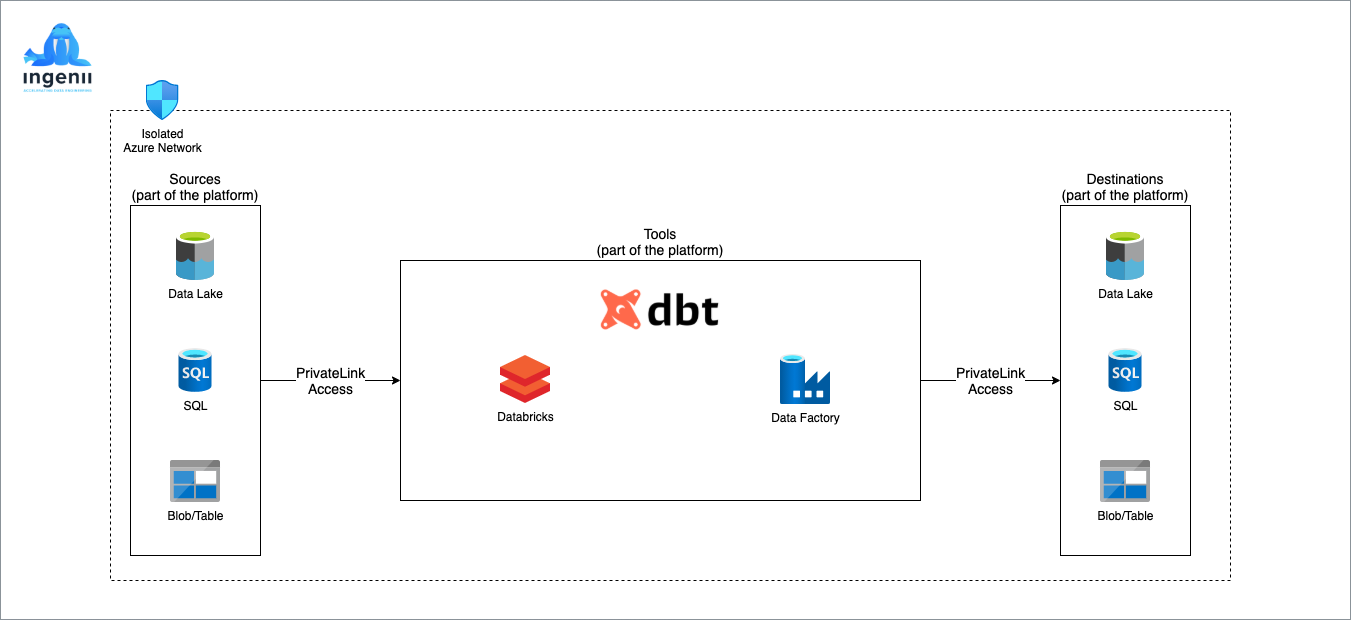 ingenii
Isolated
Azure Network
Sources
(part of the platform)
Data Lake
SQL
SQL
Blob/Table
PrivateLink
Access
Tools
(part of the platform)
dbt
Databricks
Data Factory
PrivateLink
Access
Destinations
(part of the platform)
Data Lake
SQL
SQL
Blob/Table